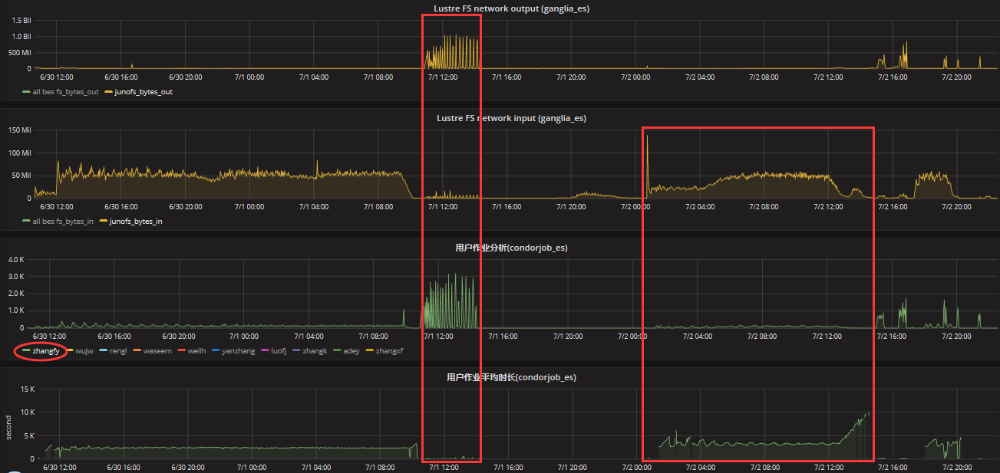 Lustre FS network output (ganglia_es)
1.5 Bil
1.0 Bil
500 Mil
0
6/30 12:00 6/30 16:00 6/30 20:00 7/1 00:00 7/1 04:00 7/1 08:00 7/1 12:00 7/1 16:00 7/1 20:00 7/2 00:00 7/2 04:00 7/2 08:00 7/2 12:00 7/2 16:00 7/2 20:00
all bes fs_bytes_out junofs_bytes_out
Lustre FS network input (ganglia_es)
150 Mil
100 Mil
50 Mil
0
6/30 12:00 6/30 16:00 6/30 20:00 7/1 00:00 7/1 04:00 7/1 08:00 7/1 12:00 7/1 16:00 7/1 20:00 7/2 00:00 7/2 04:00 7/2 08:00 7/2 12:00 7/2 16:00 7/2 20:00
all bes fs_bytes_in junofs_bytes_in
用户作业分析(condorjob_es)
4.0 K
3.0 K
2.0 K
1.0 K
0
6/30 12:00 6/30 16:00 6/30 20:00 7/1 00:00 7/1 04:00 7/1 08:00 7/1 12:00 7/1 16:00 7/1 20:00 7/2 00:00 7/2 04:00 7/2 08:00 7/2 12:00 7/2 16:00 7/2 20:00
zhangfy wujw rengl waseem weilh yanzhang luofj zhangk adey zhangxf
用户作业平均时长(condorjob_es)
15 K
10 K
5 K
0
second
6/30 12:00 6/30 16:00 6/30 20:00 7/1 00:00 7/1 04:00 7/1 08:00 7/1 12:00 7/1 16:00 7/1 20:00 7/2 00:00 7/2 04:00 7/2 08:00 7/2 12:00 7/2 16:00 7/2 20:00